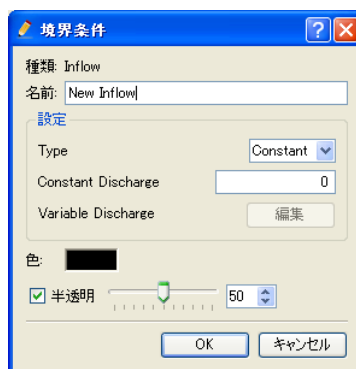 境界条件
種類: Inflow
名前: New Inflow
設定
Type Constant
Constant Discharge 0
Variable Discharge 編集
色:
半透明 50
OK キャンセル